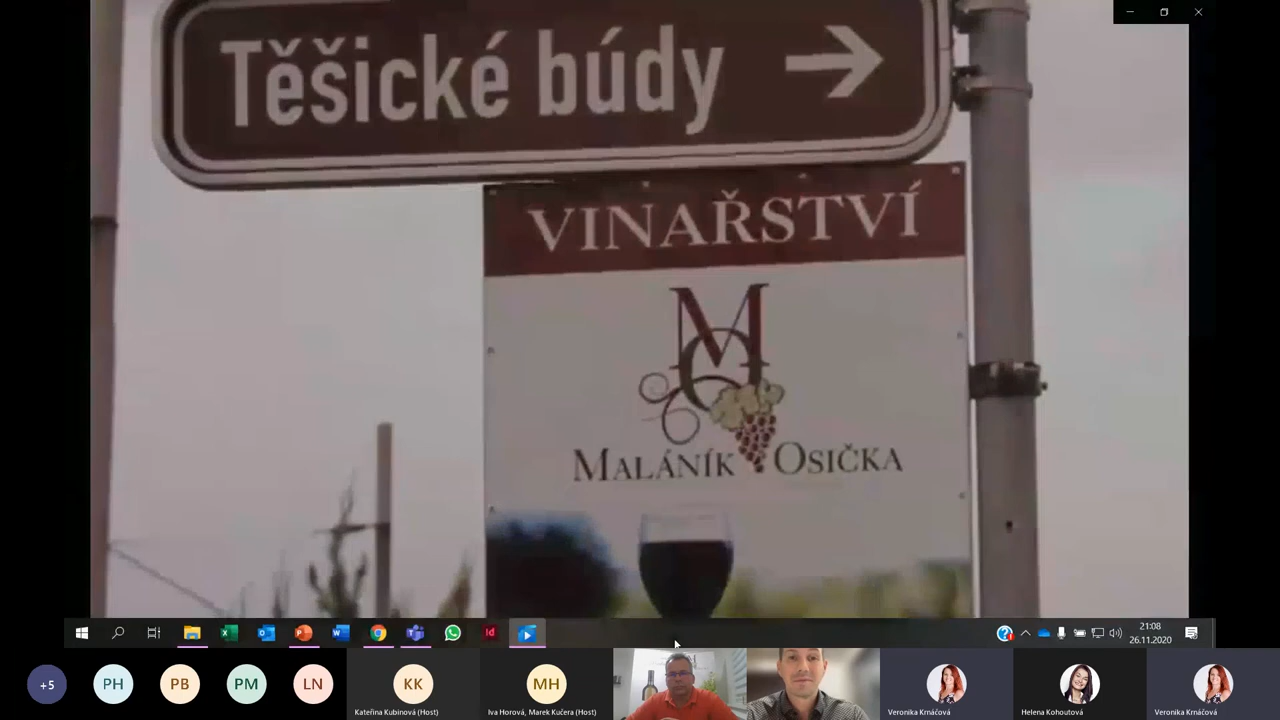 Těšické búdy
VINAŘSTVÍ
MO
MALÁNÍK OSIČKA
21:08
26.11.2020
+5
PH
PB
PM
LN
KK
MH
Kateřina Kubinová (Host)
Iva Horová, Marek Kučera (Host)
Veronika Krnáčová
Helena Kohoutová
Veronika Krnáčová